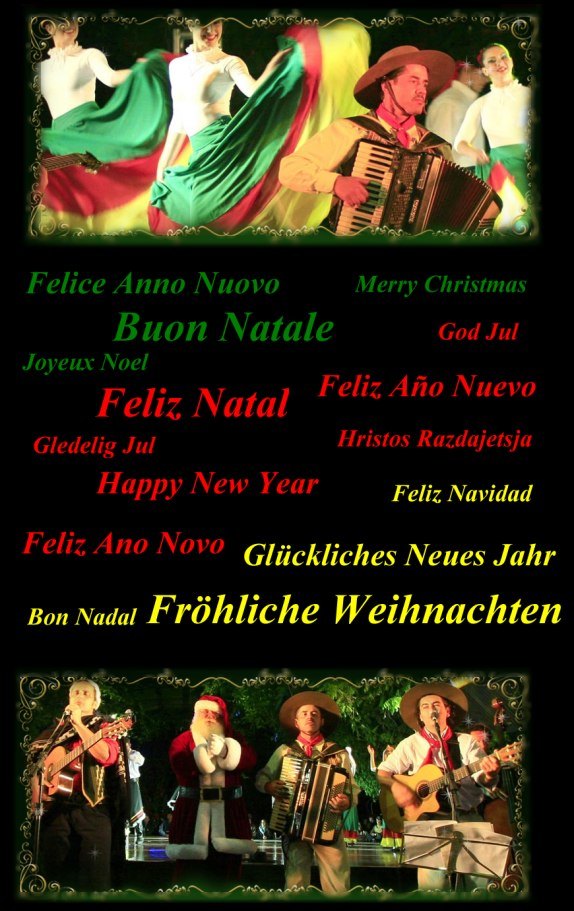 Felice Anno Nuovo
Merry Christmas
Buon Natale
God Jul
Joyeux Noel
Feliz Natal
Feliz Año Nuevo
Gledelig Jul
Hristos Razdajetsja
Happy New Year
Feliz Navidad
Feliz Ano Novo
Glückliches Neues Jahr
Bon Nadal
Fröhliche Weihnachten